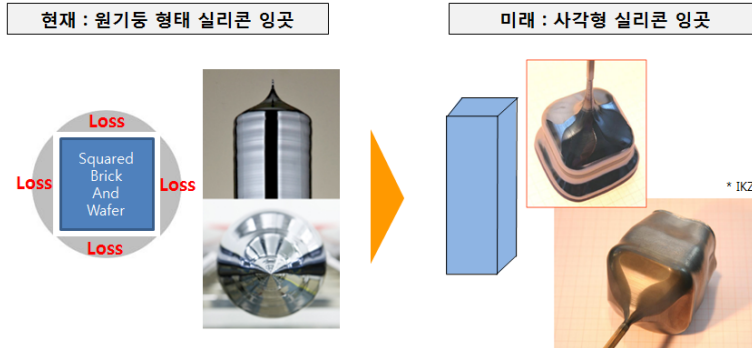 현재 : 원기둥 형태 실리콘 잉곳
미래 : 사각형 실리콘 잉곳
Loss
Loss
Squared
Brick
And
Wafer
Loss
Loss
* IKZ